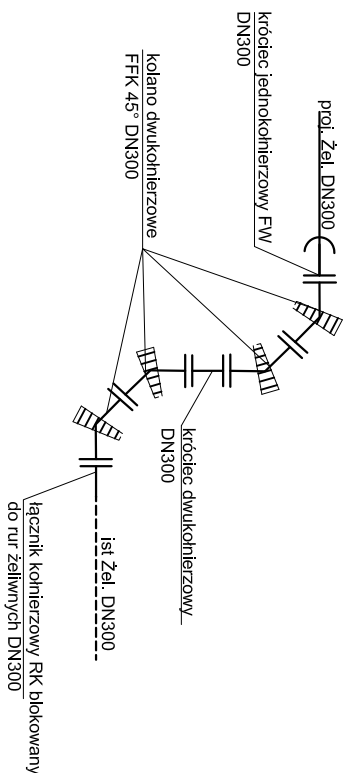 proj. Żel. DN300
króciec jednokołnierzowy FW
DN300
kolano dwukołnierzowe
FFK 45° DN300
króciec dwukołnierzowy
DN300
ist Żel. DN300
łącznik kołnierzowy RK blokowany
do rur żeliwnych DN300